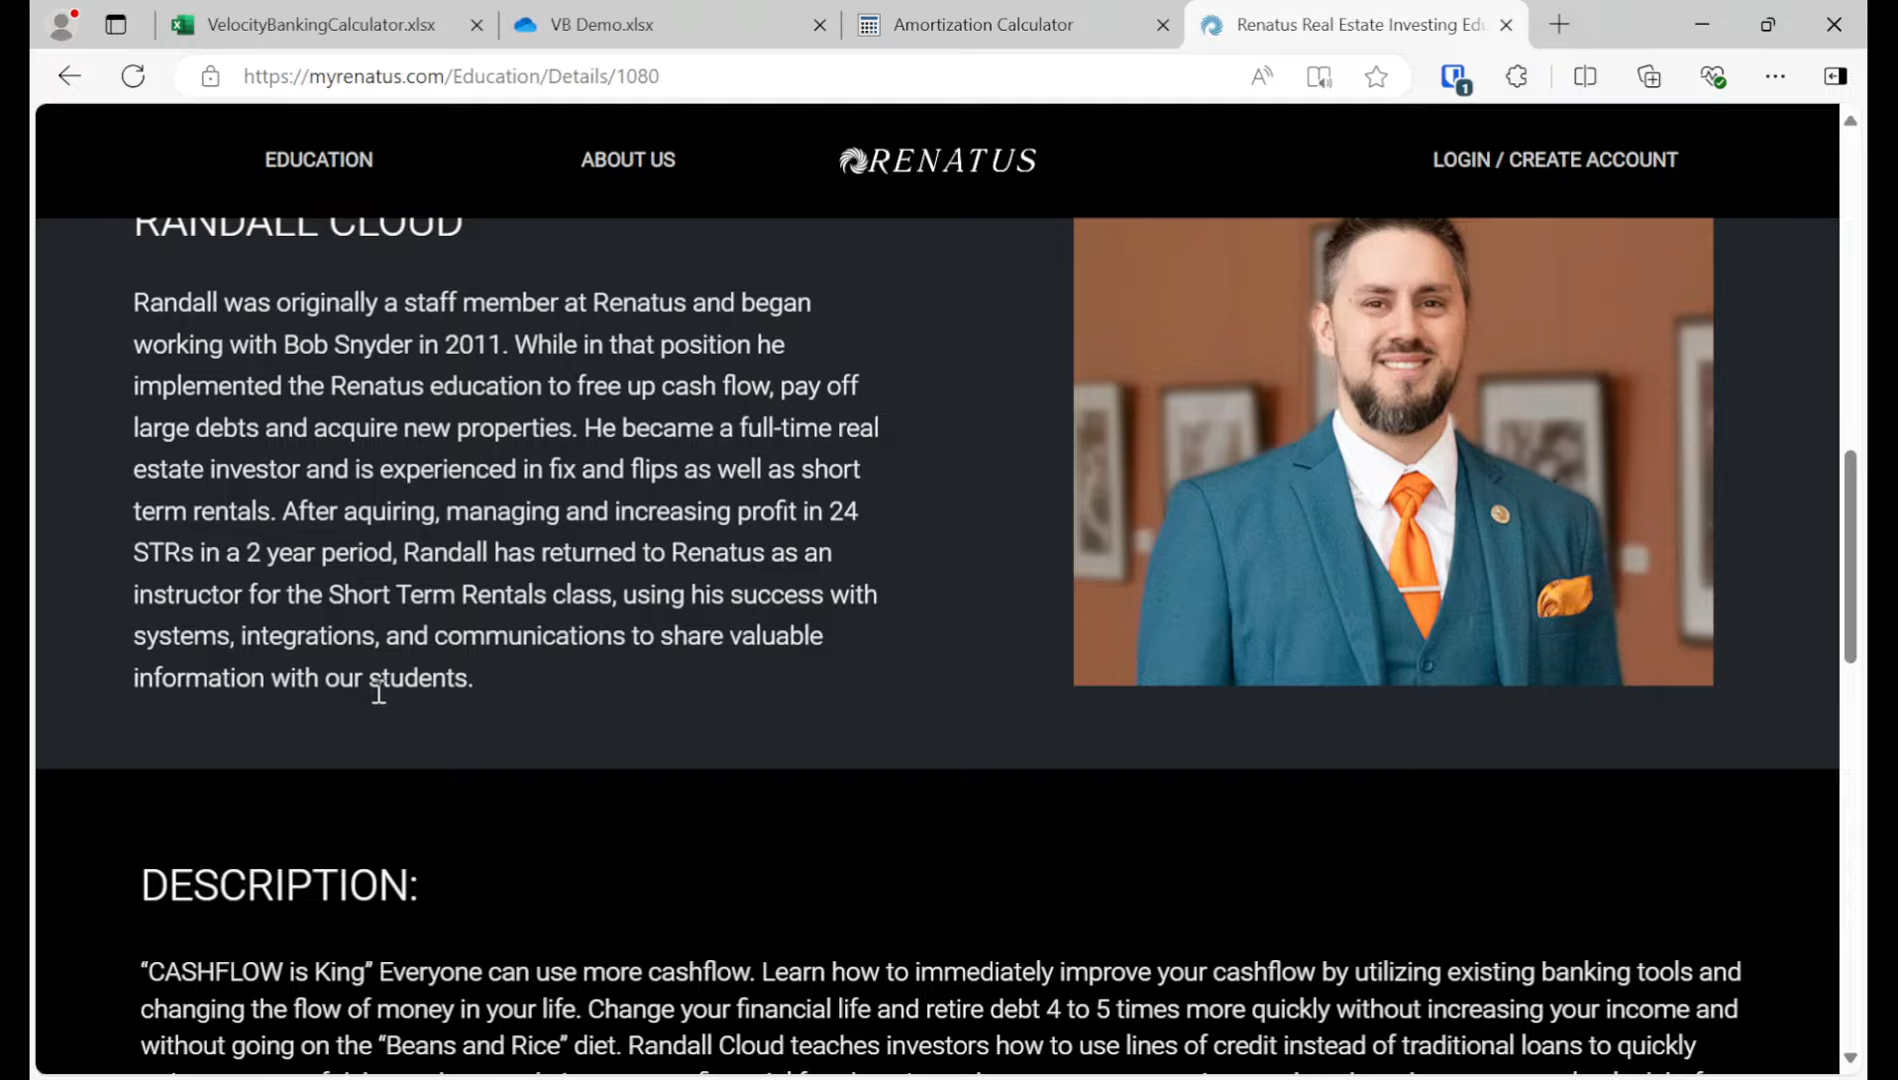 VelocityBankingCalculator.xlsx
VB Demo.xlsx
Amortization Calculator
Renatus Real Estate Investing Edu
https://myrenatus.com/Education/Details/1080
1
EDUCATION
ABOUT US
RENATUS
LOGIN / CREATE ACCOUNT
RANDALL CLOUD
Randall was originally a staff member at Renatus and began
working with Bob Snyder in 2011. While in that position he
implemented the Renatus education to free up cash flow, pay off
large debts and acquire new properties. He became a full-time real
estate investor and is experienced in fix and flips as well as short
term rentals. After aquiring, managing and increasing profit in 24
STRs in a 2 year period, Randall has returned to Renatus as an
instructor for the Short Term Rentals class, using his success with
systems, integrations, and communications to share valuable
information with our students.
DESCRIPTION:
“CASHFLOW is King” Everyone can use more cashflow. Learn how to immediately improve your cashflow by utilizing existing banking tools and
changing the flow of money in your life. Change your financial life and retire debt 4 to 5 times more quickly without increasing your income and
without going on the “Beans and Rice” diet. Randall Cloud teaches investors how to use lines of credit instead of traditional loans to quickly